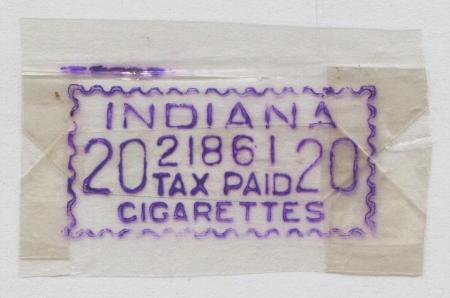 INDIANA
20 21861 20
TAX PAID
CIGARETTES